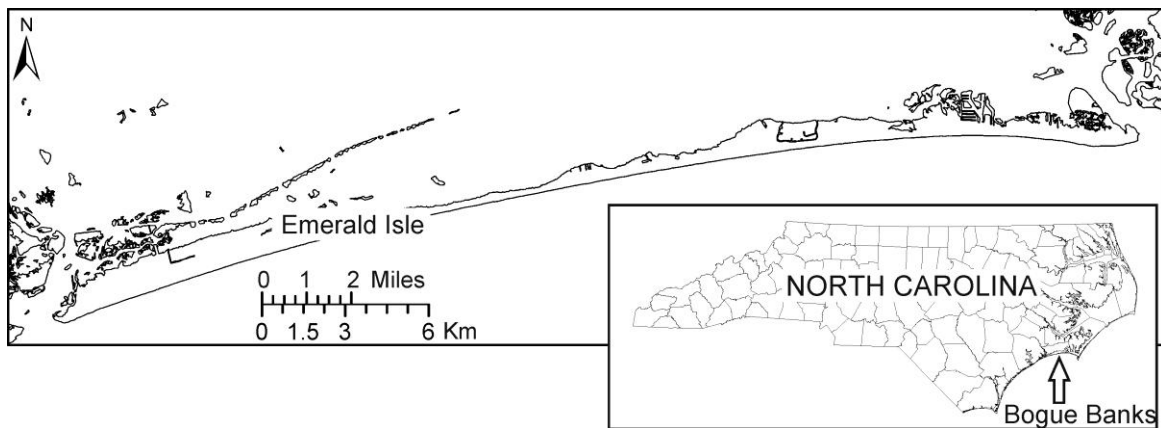 N
Emerald Isle
0 1 2 Miles
0 1.5 3 6 Km
NORTH CAROLINA
Bogue Banks